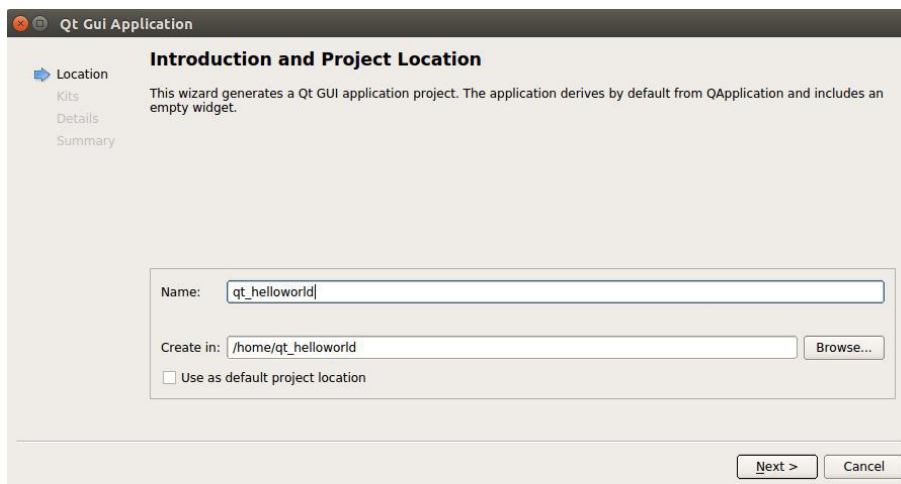 Qt Gui Application
Introduction and Project Location
Location
Kits
Details
Summary
This wizard generates a Qt GUI application project. The application derives by default from QApplication and includes an
empty widget.
Name: qt_helloworld
Create in: /home/qt_helloworld Browse...
Use as default project location
Next > Cancel